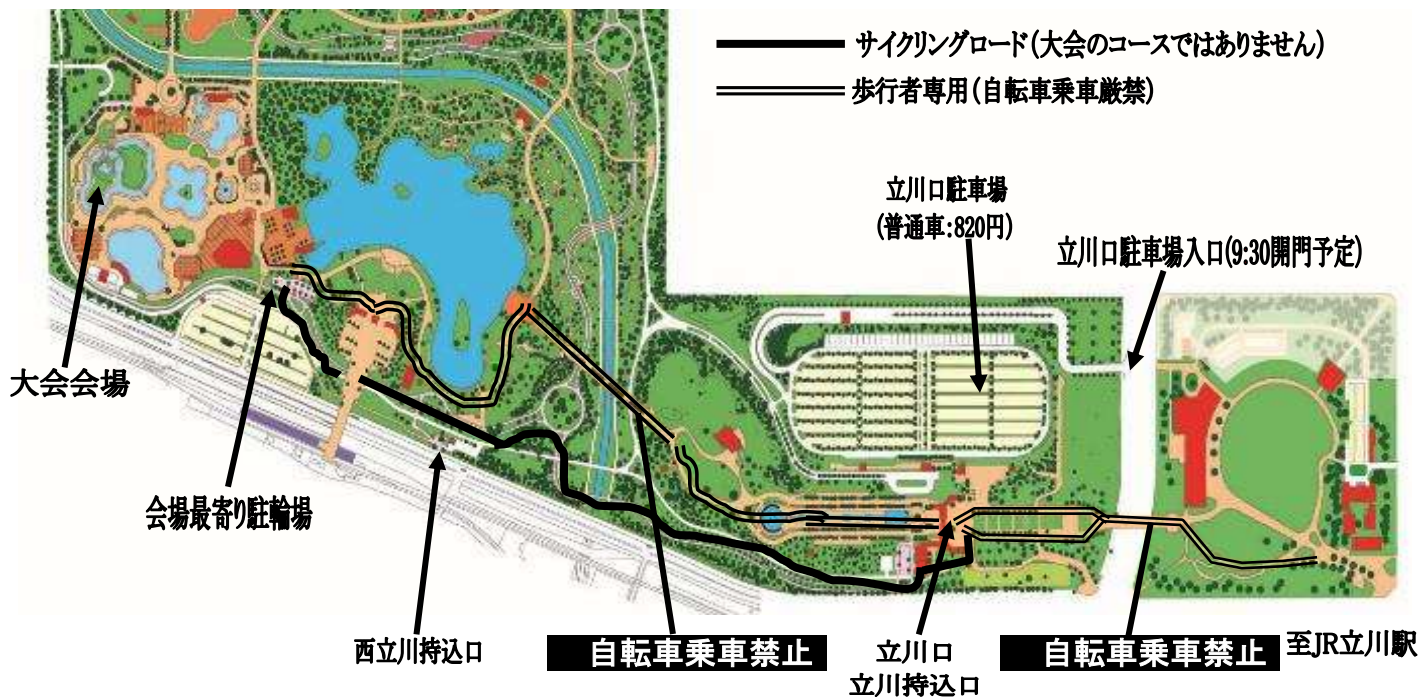 サイクリングロード(大会のコースではありません)
歩行者専用(自転車乗車厳禁)
立川口駐車場
(普通車:820円)
立川口駐車場入口(9:30開門予定)
大会会場
会場最寄り駐輪場
西立川持込口
自転車乗車禁止
立川口
立川持込口
自転車乗車禁止
至JR立川駅